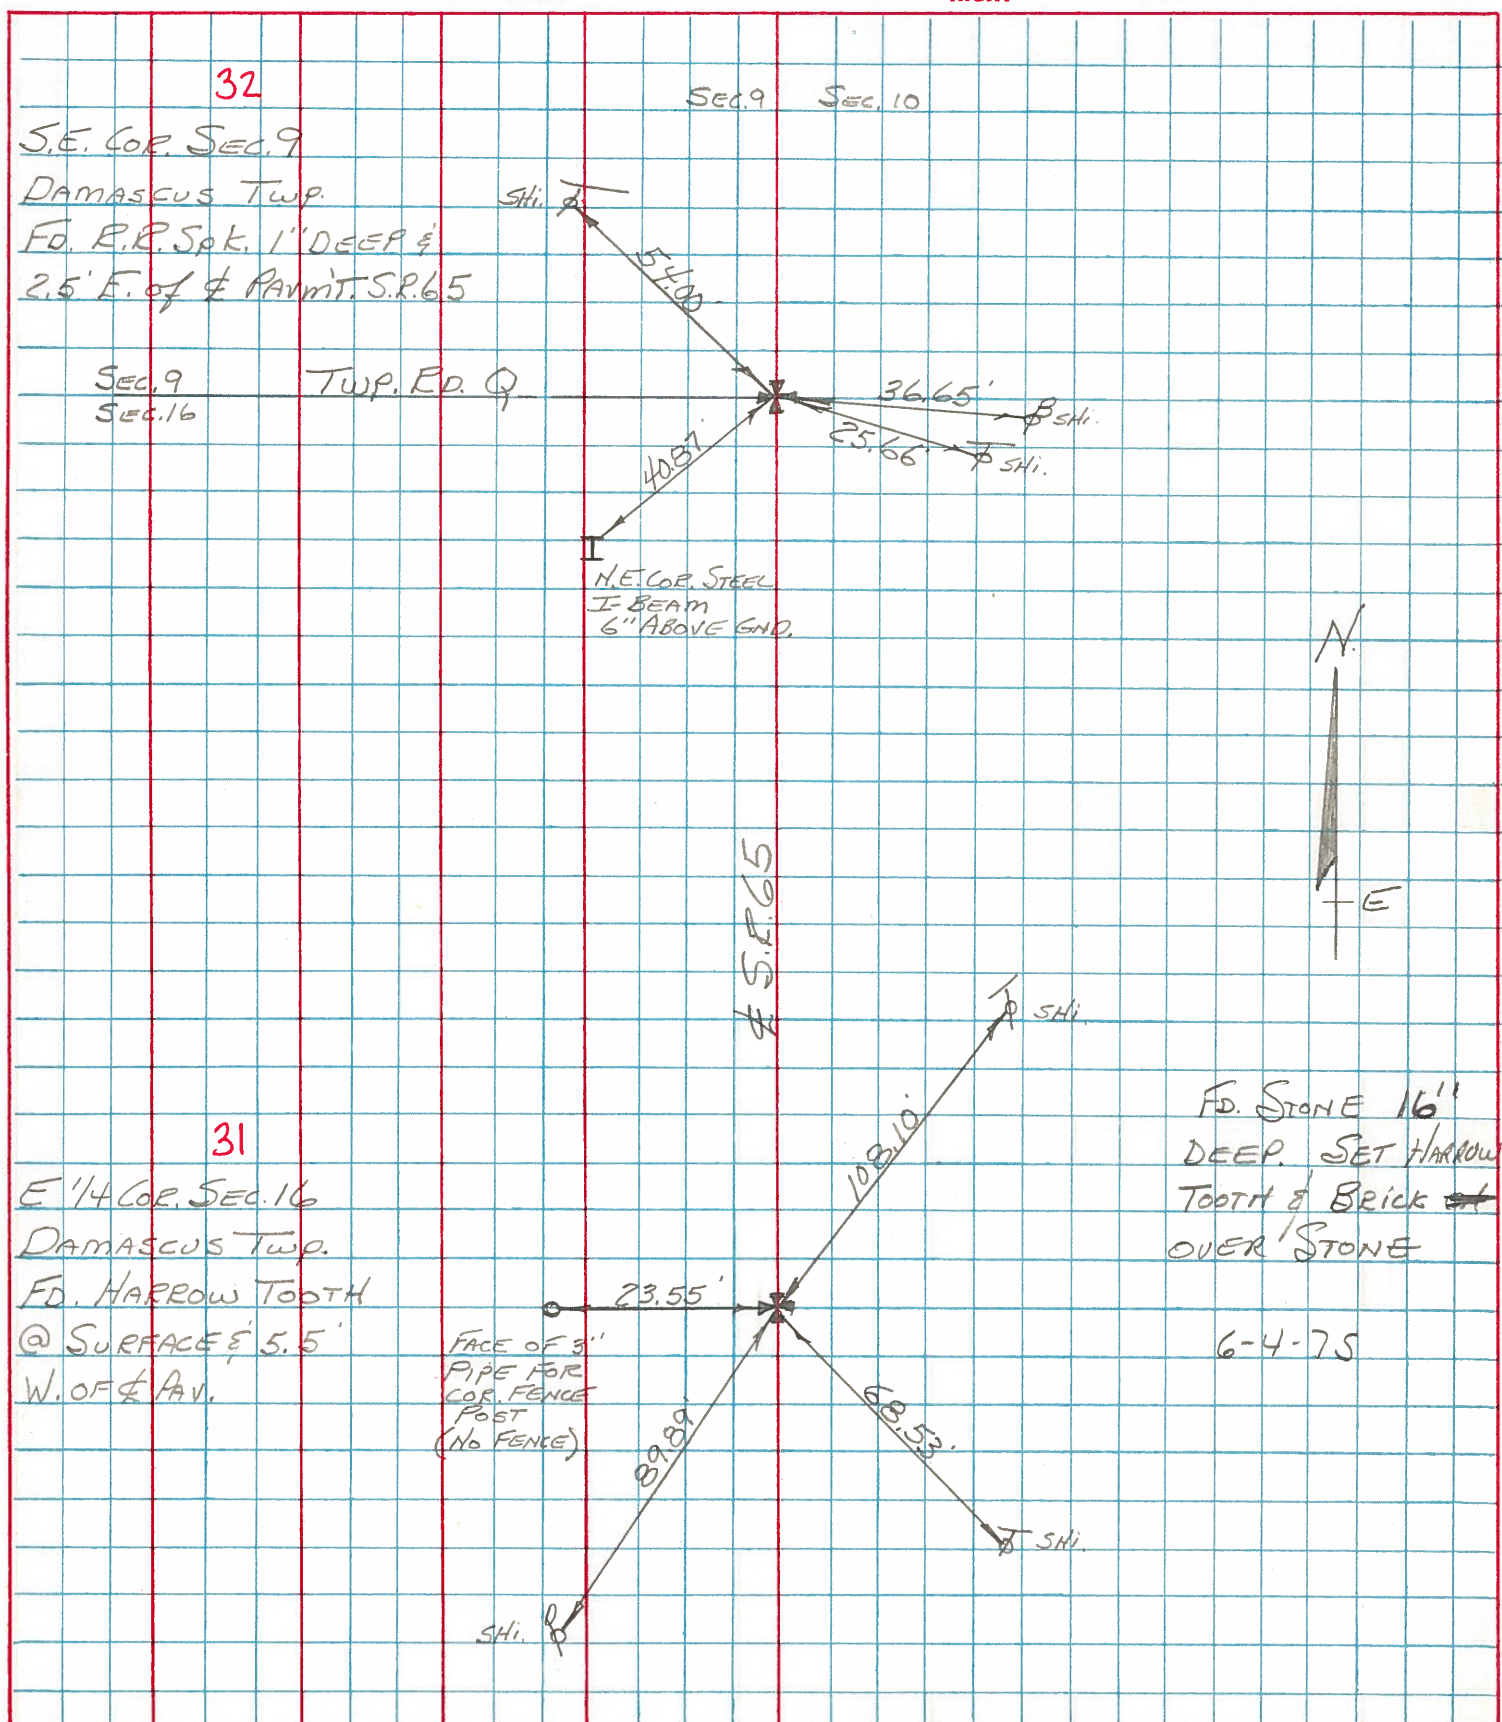 32
SEC. 9 SEC. 10
S.E. COR. SEC. 9
DAMASCUS TWP.
FD. R.R. SPK. 1" DEEP &
2.5' E. of ℄ PAVM'T. S.R. 65
SHI.
54.00
SEC. 9 TWP. RD. Q
SEC. 16
36.65'
SHI.
25.66'
SHI.
40.87'
N.E. COR. STEEL
I-BEAM
6" ABOVE GND.
N.
E
℄ S.R. 65
SHI.
108.10'
FD. STONE 16"
DEEP. SET HARROW
TOOTH & BRICK
OVER STONE
6-4-75
31
E 1/4 COR. SEC. 16
DAMASCUS TWP.
FD. HARROW TOOTH
@ SURFACE & 5.5'
W. OF ℄ PAV.
23.55'
FACE OF 3"
PIPE FOR
COR. FENCE
POST
(NO FENCE)
89.89'
68.53'
SHI.
SHI.